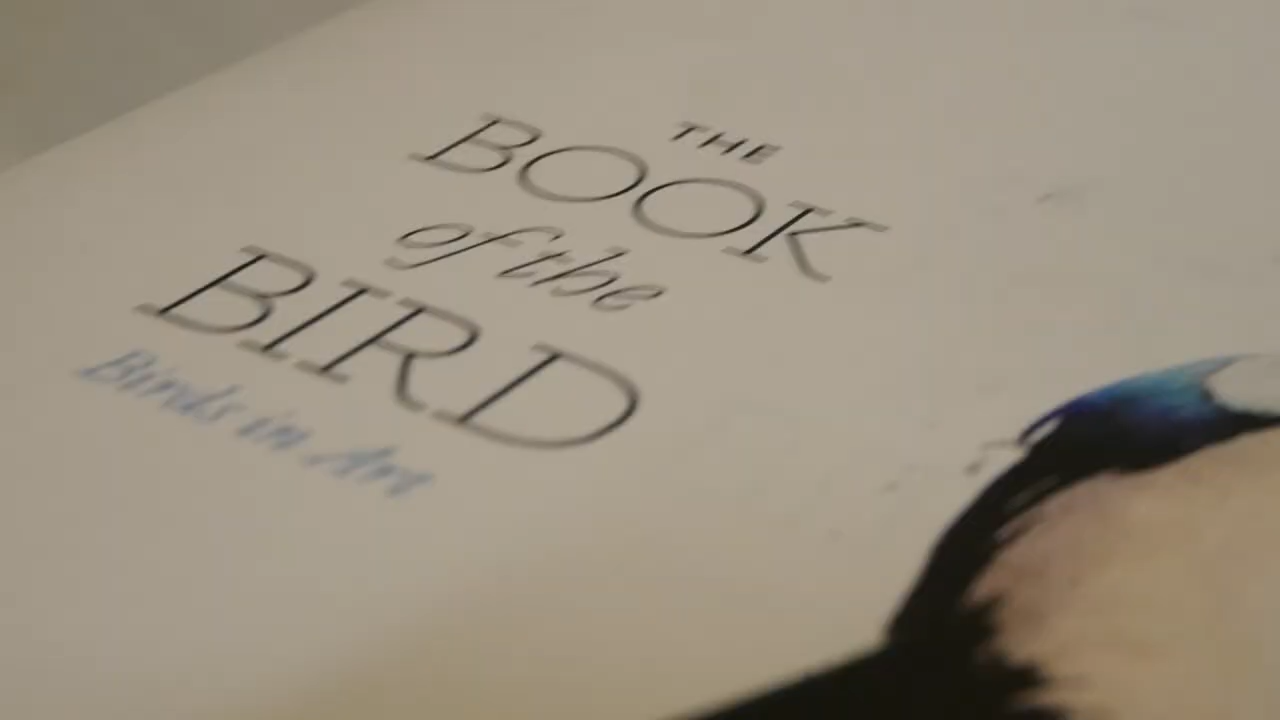 THE
BOOK
of the
BIRD
Birds in Art